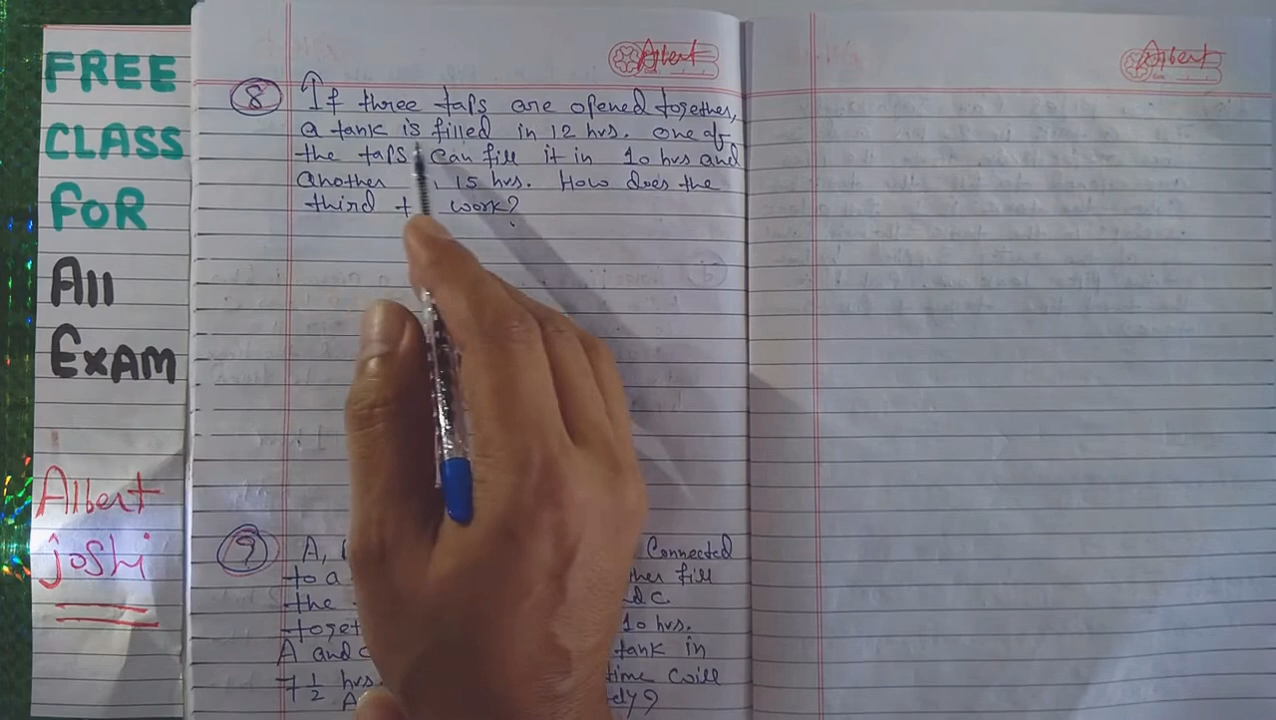 FREE
CLASS
FOR
All
ExAM
Albert
joshi
Albert
Albert
8 If three taps are opened together,
a tank is filled in 12 hrs. one of
the taps can fill it in 10 hrs and
another 15 hrs. How does the
third work?
9 A, Connected
to a fill
the C
10 hrs.
A and tank in
7 1/2 hrs. time will
A